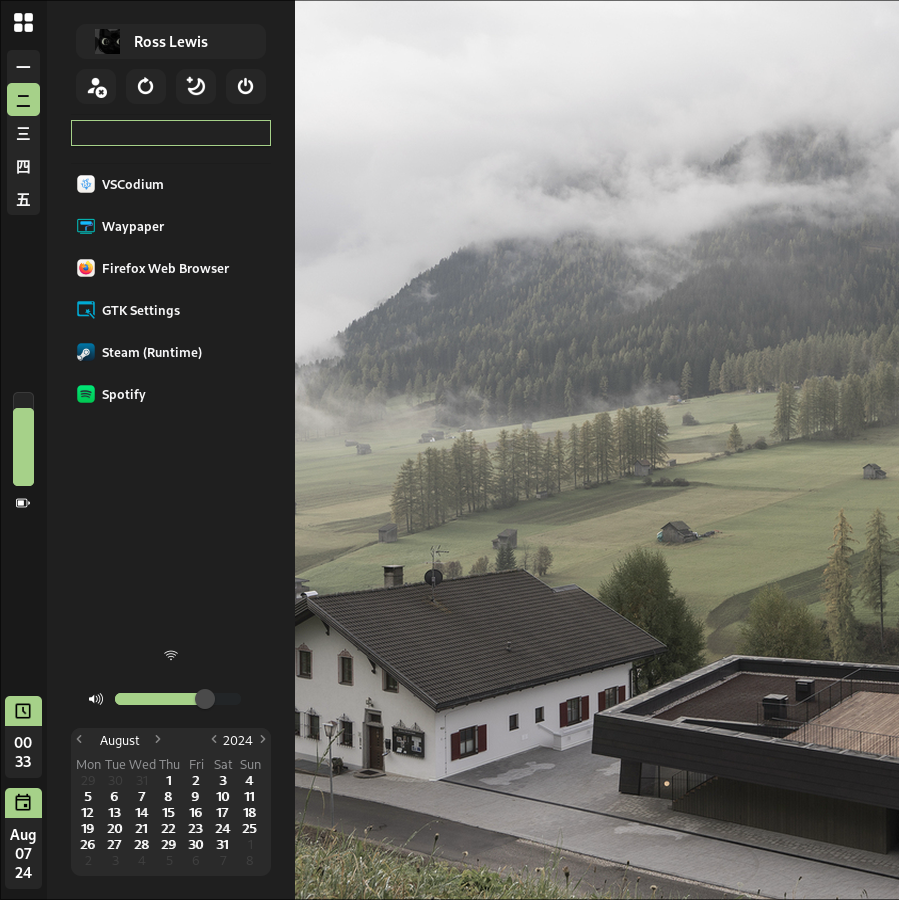 Ross Lewis
一
二
三
四
五
VSCodium
Waypaper
Firefox Web Browser
GTK Settings
Steam (Runtime)
Spotify
00
33
Aug
07
24
August 2024
Mon Tue Wed Thu Fri Sat Sun
29 30 31 1 2 3 4
5 6 7 8 9 10 11
12 13 14 15 16 17 18
19 20 21 22 23 24 25
26 27 28 29 30 31 1
2 3 4 5 6 7 8